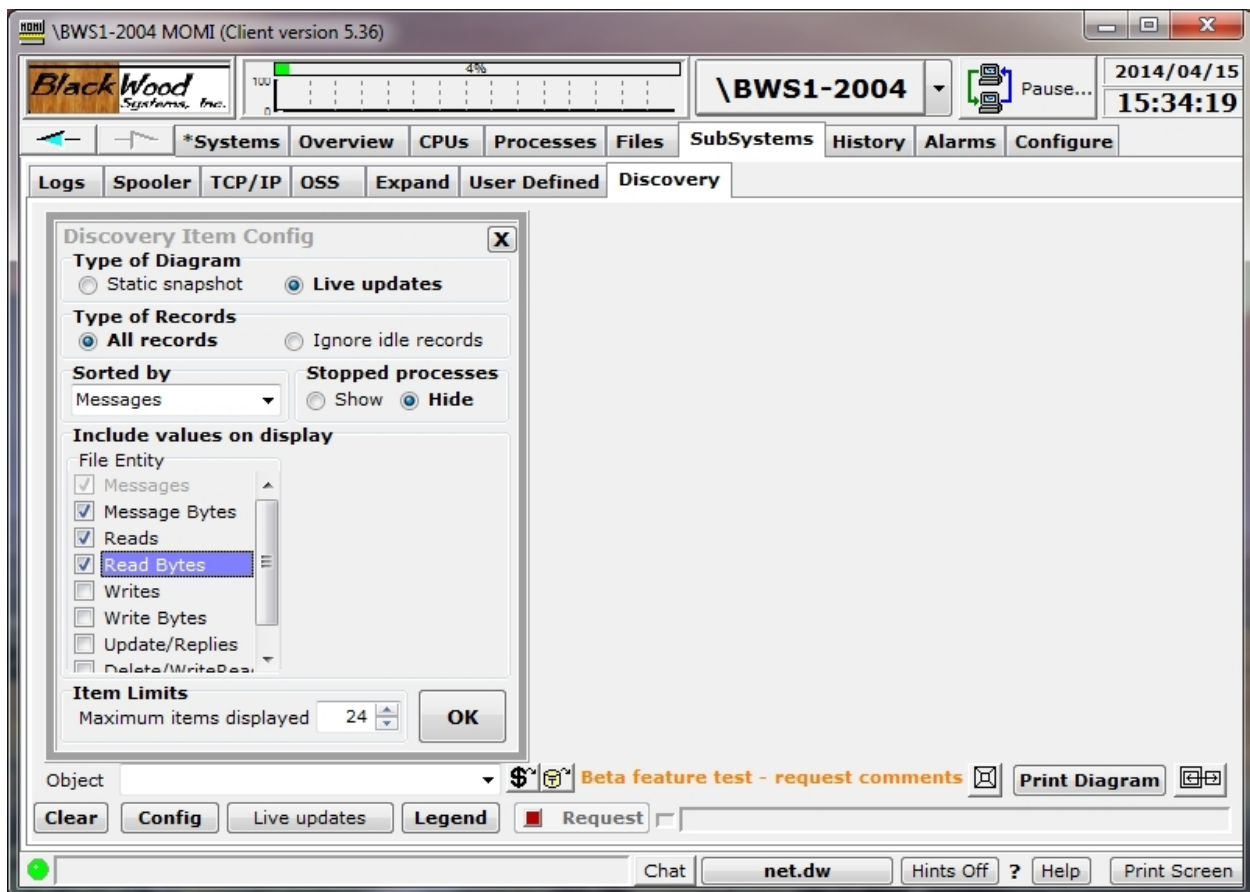 \BWS1-2004 MOMI (Client version 5.36)
BlackWood Systems, Inc.
100
0
4%
\BWS1-2004
Pause...
2014/04/15
15:34:19
*Systems Overview CPUs Processes Files SubSystems History Alarms Configure
Logs Spooler TCP/IP OSS Expand User Defined Discovery
Discovery Item Config
Type of Diagram
Static snapshot Live updates
Type of Records
All records Ignore idle records
Sorted by Stopped processes
Messages Show Hide
Include values on display
File Entity
Messages
Message Bytes
Reads
Read Bytes
Writes
Write Bytes
Update/Replies
Item Limits
Maximum items displayed 24 OK
Object Beta feature test - request comments Print Diagram
Clear Config Live updates Legend Request
Chat net.dw Hints Off ? Help Print Screen